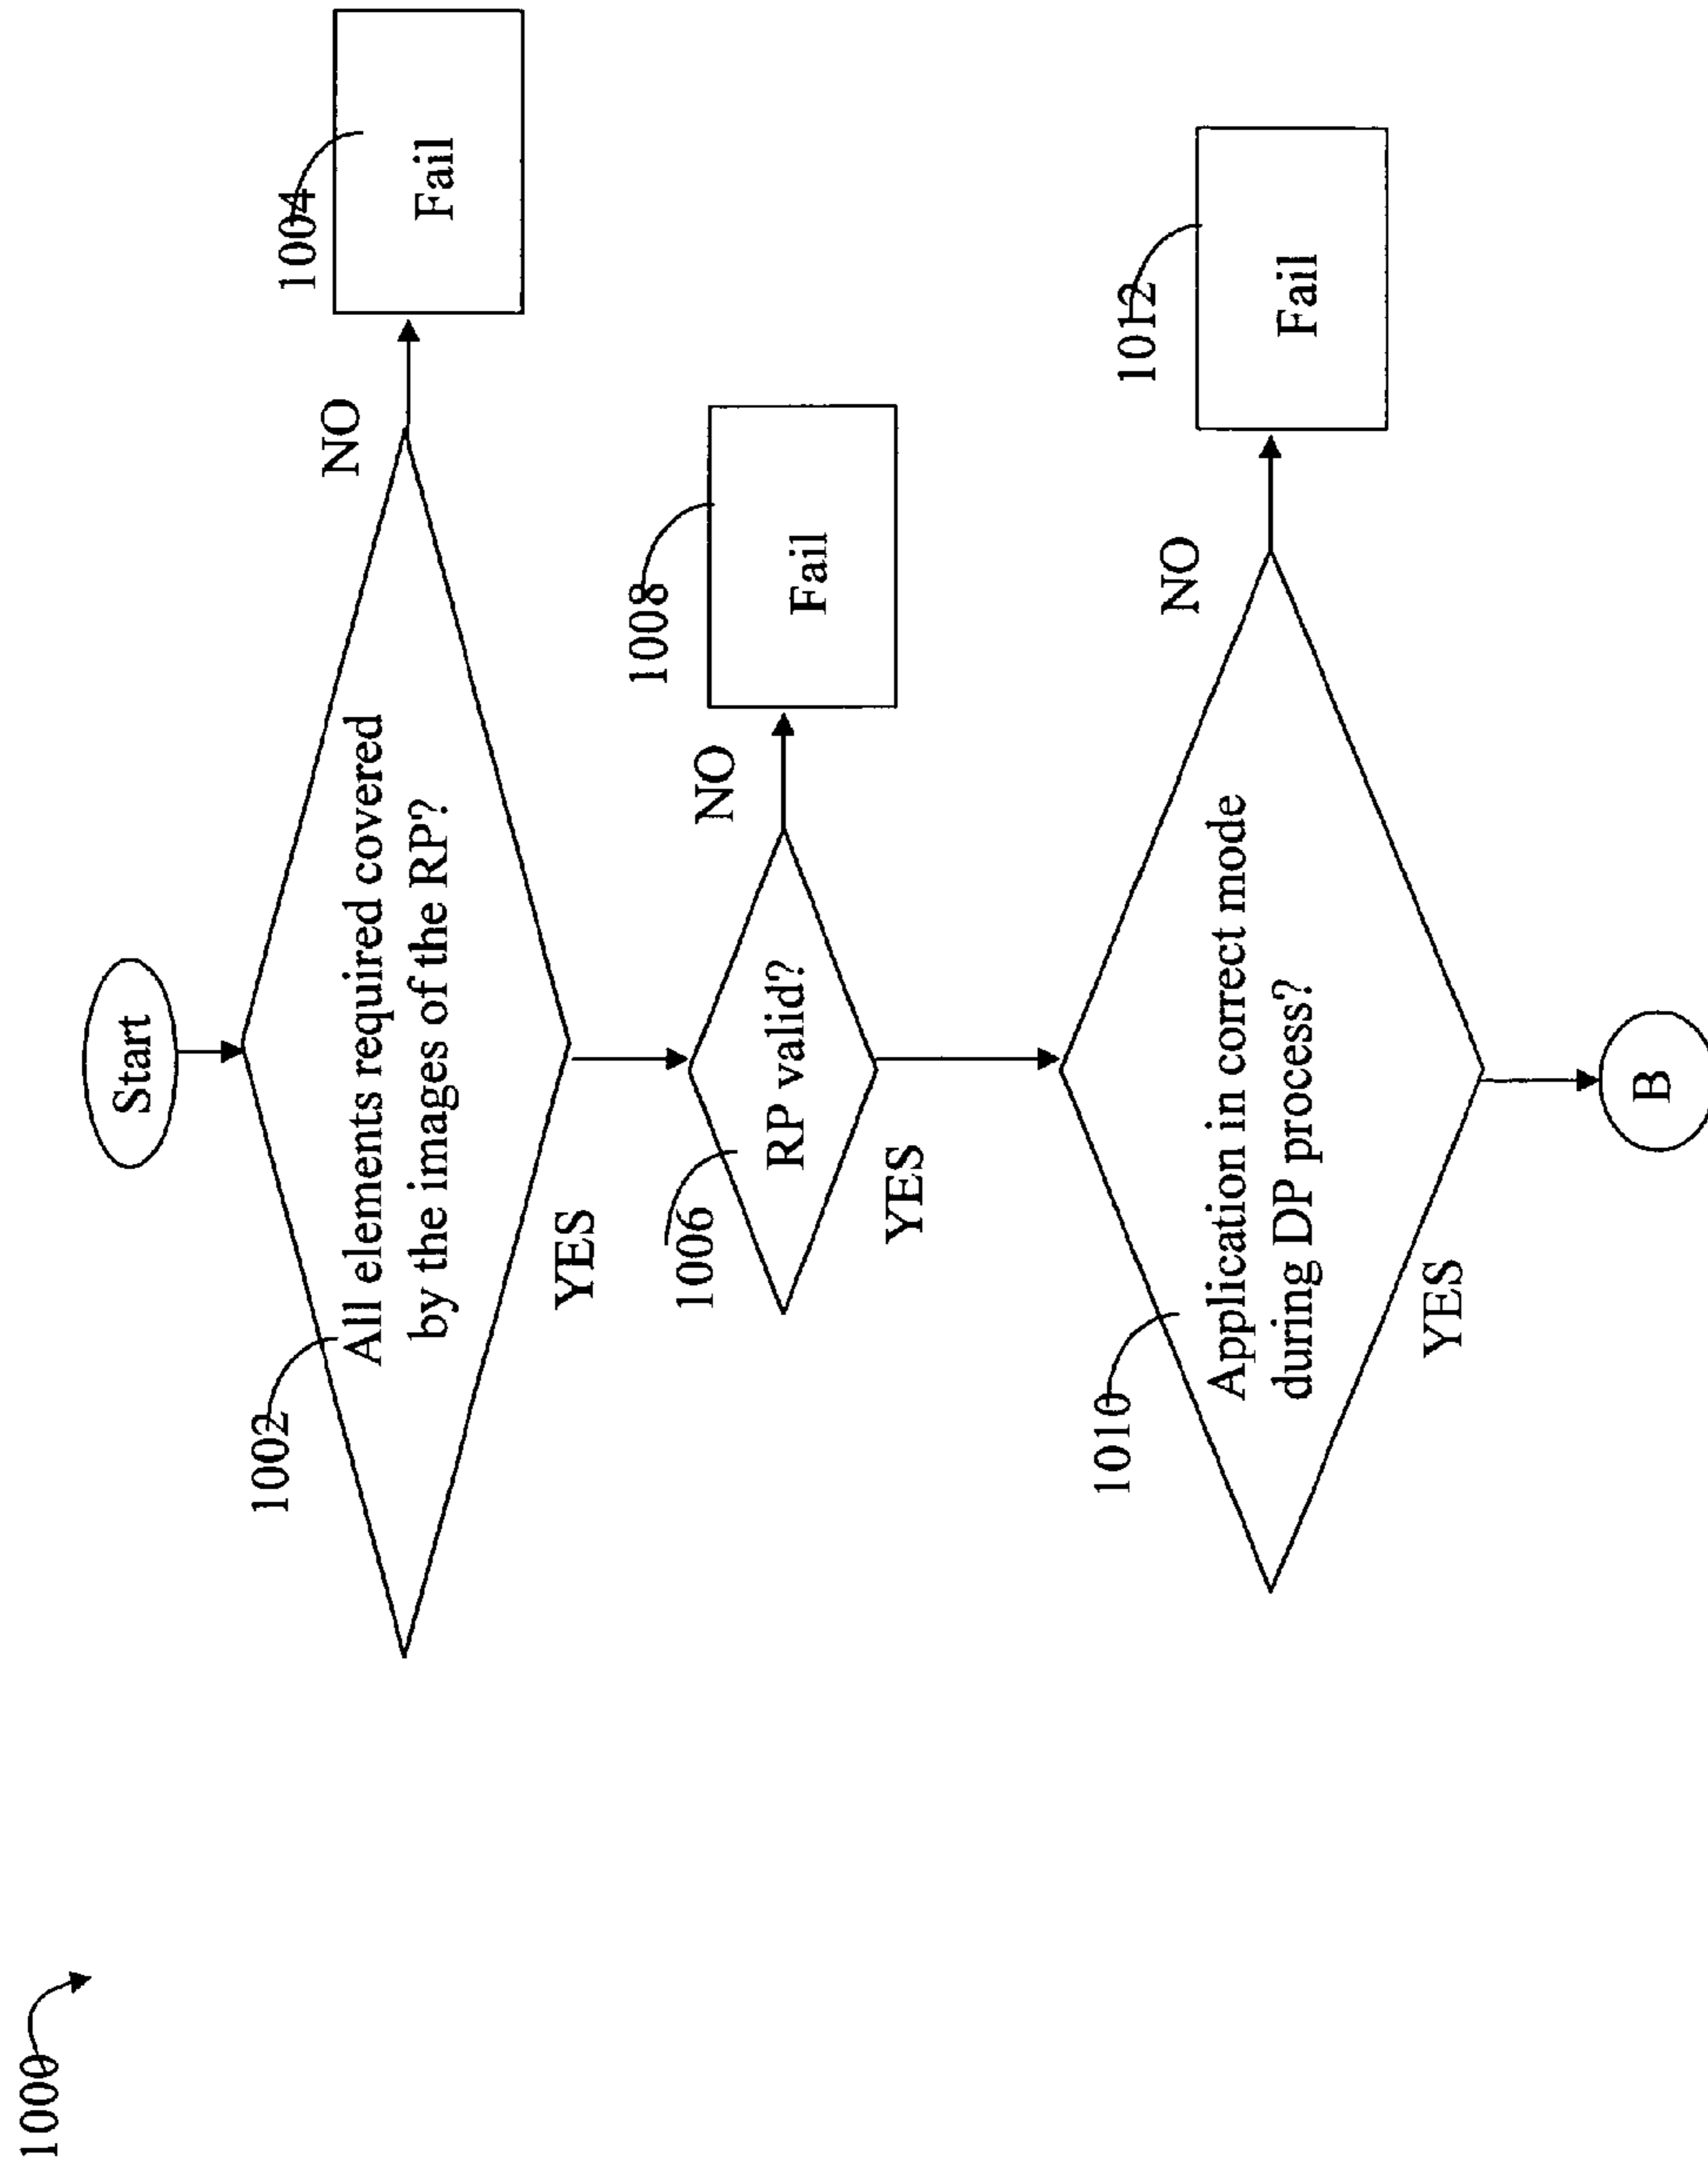 1000
Start
1002
All elements required covered
by the images of the RP?
NO
1004
Fail
YES
1006
RP valid?
NO
1008
Fail
YES
1010
Application in correct mode
during DP process?
NO
1012
Fail
YES
B